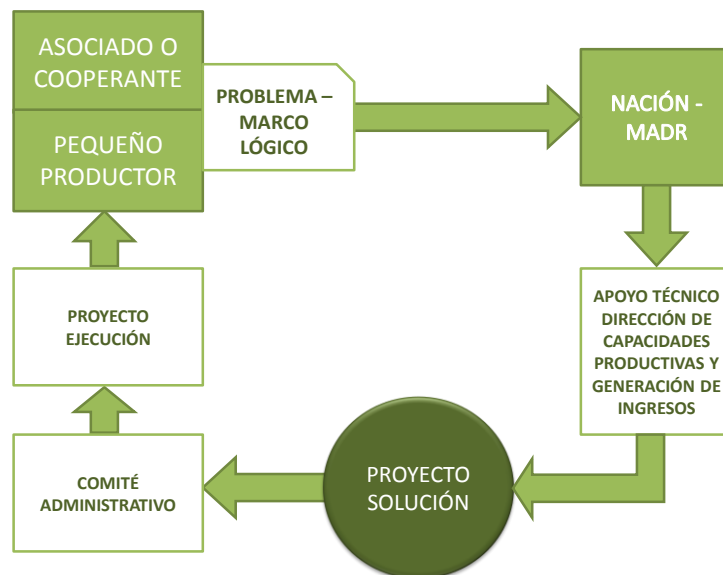 ASOCIADO O
COOPERANTE
PEQUEÑO
PRODUCTOR
PROBLEMA –
MARCO
LÓGICO
NACIÓN -
MADR
APOYO TÉCNICO
DIRECCIÓN DE
CAPACIDADES
PRODUCTIVAS Y
GENERACIÓN DE
INGRESOS
PROYECTO
SOLUCIÓN
COMITÉ
ADMINISTRATIVO
PROYECTO
EJECUCIÓN